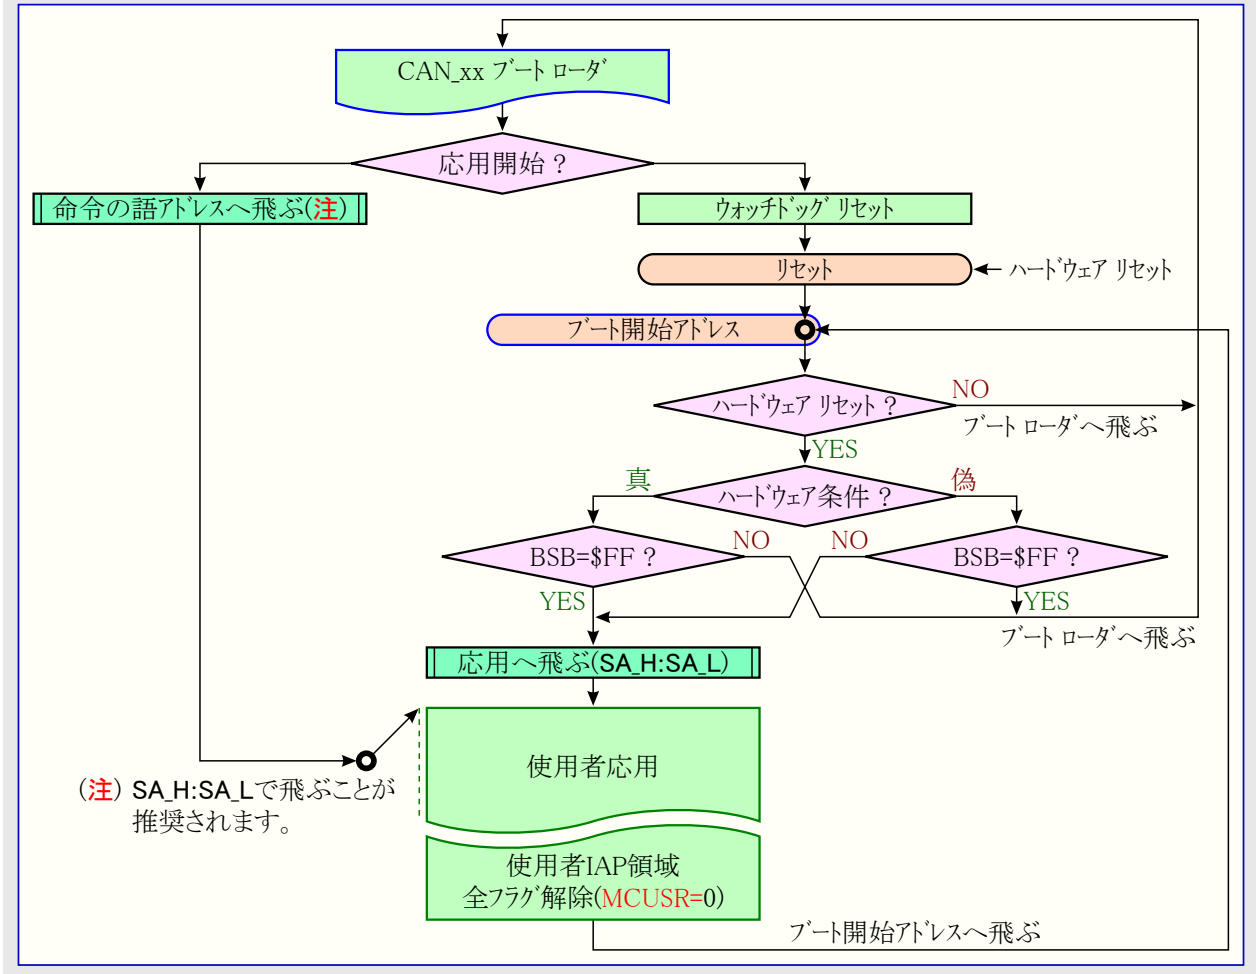 CAN_xx ブート ローダ
応用開始 ?
命令の語アドレスへ飛ぶ(注)
ウォッチドッグ リセット
リセット
ハードウェア リセット
ブート開始アドレス
ハードウェア リセット ?
NO
ブート ローダへ飛ぶ
YES
真
ハードウェア条件 ?
偽
BSB=$FF ?
NO
NO
BSB=$FF ?
YES
YES
ブート ローダへ飛ぶ
応用へ飛ぶ(SA_H:SA_L)
使用者応用
(注) SA_H:SA_Lで飛ぶことが
推奨されます。
使用者IAP領域
全フラグ解除(MCUSR=0)
ブート開始アドレスへ飛ぶ